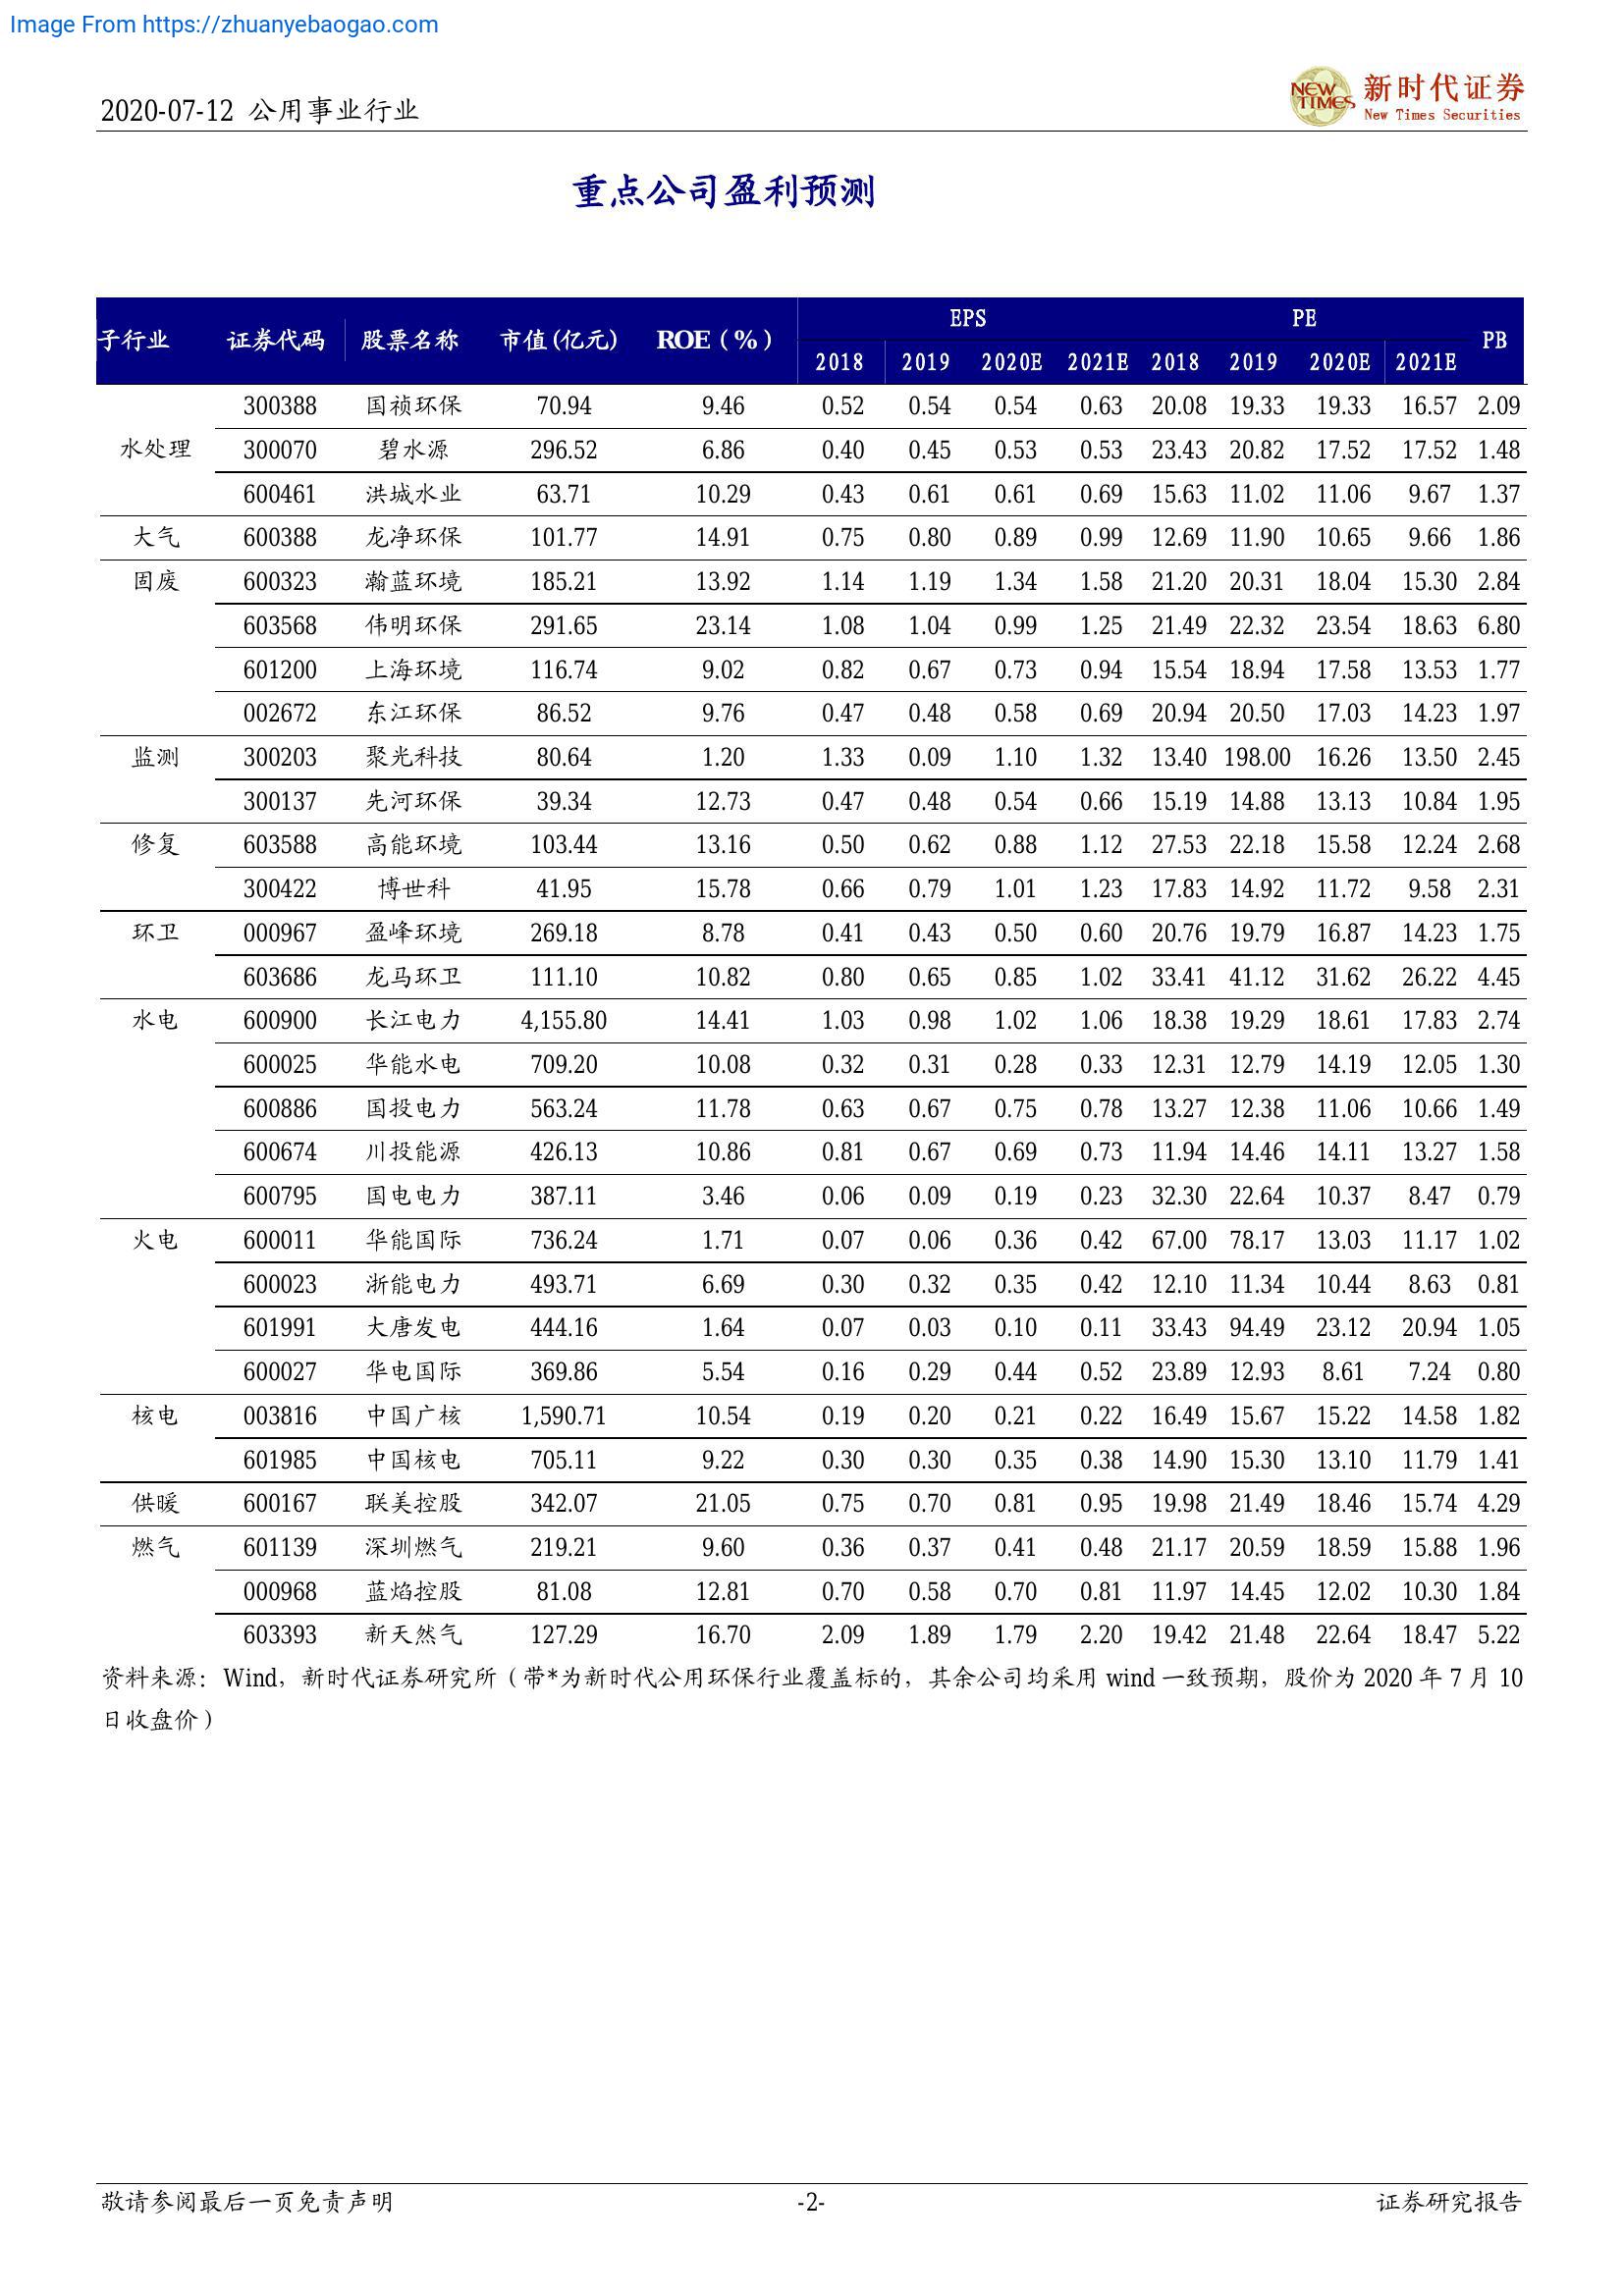 Image From https://zhuanyebaogao.com
2020-07-12 公用事业行业
NEW TIMES 新时代证券
New Times Securities
重点公司盈利预测
子行业 证券代码 股票名称 市值(亿元) ROE（%） EPS PE PB
2018 2019 2020E 2021E 2018 2019 2020E 2021E
300388 国祯环保 70.94 9.46 0.52 0.54 0.54 0.63 20.08 19.33 19.33 16.57 2.09
水处理 300070 碧水源 296.52 6.86 0.40 0.45 0.53 0.53 23.43 20.82 17.52 17.52 1.48
600461 洪城水业 63.71 10.29 0.43 0.61 0.61 0.69 15.63 11.02 11.06 9.67 1.37
大气 600388 龙净环保 101.77 14.91 0.75 0.80 0.89 0.99 12.69 11.90 10.65 9.66 1.86
固废 600323 瀚蓝环境 185.21 13.92 1.14 1.19 1.34 1.58 21.20 20.31 18.04 15.30 2.84
603568 伟明环保 291.65 23.14 1.08 1.04 0.99 1.25 21.49 22.32 23.54 18.63 6.80
601200 上海环境 116.74 9.02 0.82 0.67 0.73 0.94 15.54 18.94 17.58 13.53 1.77
002672 东江环保 86.52 9.76 0.47 0.48 0.58 0.69 20.94 20.50 17.03 14.23 1.97
监测 300203 聚光科技 80.64 1.20 1.33 0.09 1.10 1.32 13.40 198.00 16.26 13.50 2.45
300137 先河环保 39.34 12.73 0.47 0.48 0.54 0.66 15.19 14.88 13.13 10.84 1.95
修复 603588 高能环境 103.44 13.16 0.50 0.62 0.88 1.12 27.53 22.18 15.58 12.24 2.68
300422 博世科 41.95 15.78 0.66 0.79 1.01 1.23 17.83 14.92 11.72 9.58 2.31
环卫 000967 盈峰环境 269.18 8.78 0.41 0.43 0.50 0.60 20.76 19.79 16.87 14.23 1.75
603686 龙马环卫 111.10 10.82 0.80 0.65 0.85 1.02 33.41 41.12 31.62 26.22 4.45
水电 600900 长江电力 4,155.80 14.41 1.03 0.98 1.02 1.06 18.38 19.29 18.61 17.83 2.74
600025 华能水电 709.20 10.08 0.32 0.31 0.28 0.33 12.31 12.79 14.19 12.05 1.30
600886 国投电力 563.24 11.78 0.63 0.67 0.75 0.78 13.27 12.38 11.06 10.66 1.49
600674 川投能源 426.13 10.86 0.81 0.67 0.69 0.73 11.94 14.46 14.11 13.27 1.58
600795 国电电力 387.11 3.46 0.06 0.09 0.19 0.23 32.30 22.64 10.37 8.47 0.79
火电 600011 华能国际 736.24 1.71 0.07 0.06 0.36 0.42 67.00 78.17 13.03 11.17 1.02
600023 浙能电力 493.71 6.69 0.30 0.32 0.35 0.42 12.10 11.34 10.44 8.63 0.81
601991 大唐发电 444.16 1.64 0.07 0.03 0.10 0.11 33.43 94.49 23.12 20.94 1.05
600027 华电国际 369.86 5.54 0.16 0.29 0.44 0.52 23.89 12.93 8.61 7.24 0.80
核电 003816 中国广核 1,590.71 10.54 0.19 0.20 0.21 0.22 16.49 15.67 15.22 14.58 1.82
601985 中国核电 705.11 9.22 0.30 0.30 0.35 0.38 14.90 15.30 13.10 11.79 1.41
供暖 600167 联美控股 342.07 21.05 0.75 0.70 0.81 0.95 19.98 21.49 18.46 15.74 4.29
燃气 601139 深圳燃气 219.21 9.60 0.36 0.37 0.41 0.48 21.17 20.59 18.59 15.88 1.96
000968 蓝焰控股 81.08 12.81 0.70 0.58 0.70 0.81 11.97 14.45 12.02 10.30 1.84
603393 新天然气 127.29 16.70 2.09 1.89 1.79 2.20 19.42 21.48 22.64 18.47 5.22
资料来源：Wind，新时代证券研究所（带*为新时代公用环保行业覆盖标的，其余公司均采用 wind 一致预期，股价为 2020 年 7 月 10
日收盘价）
敬请参阅最后一页免责声明 -2- 证券研究报告